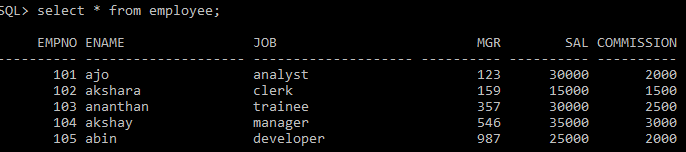 SQL> select * from employee;
EMPNO ENAME JOB MGR SAL COMMISSION
---------- -------------------- -------------------- ---------- ---------- ----------
101 ajo analyst 123 30000 2000
102 akshara clerk 159 15000 1500
103 ananthan trainee 357 30000 2500
104 akshay manager 546 35000 3000
105 abin developer 987 25000 2000